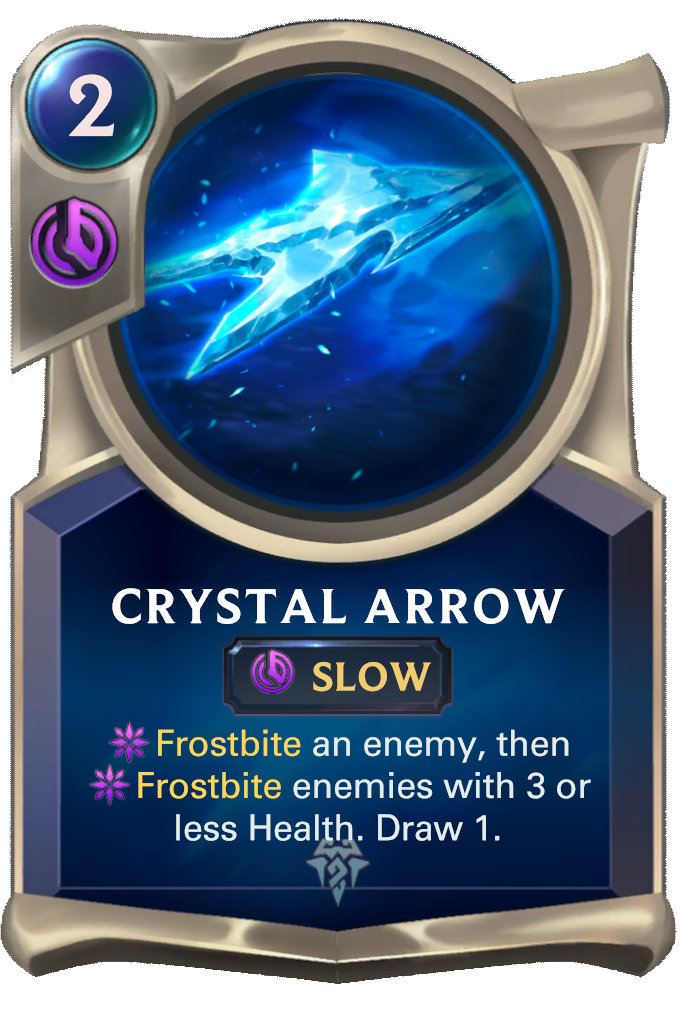 2
CRYSTAL ARROW
SLOW
Frostbite an enemy, then
Frostbite enemies with 3 or
less Health. Draw 1.